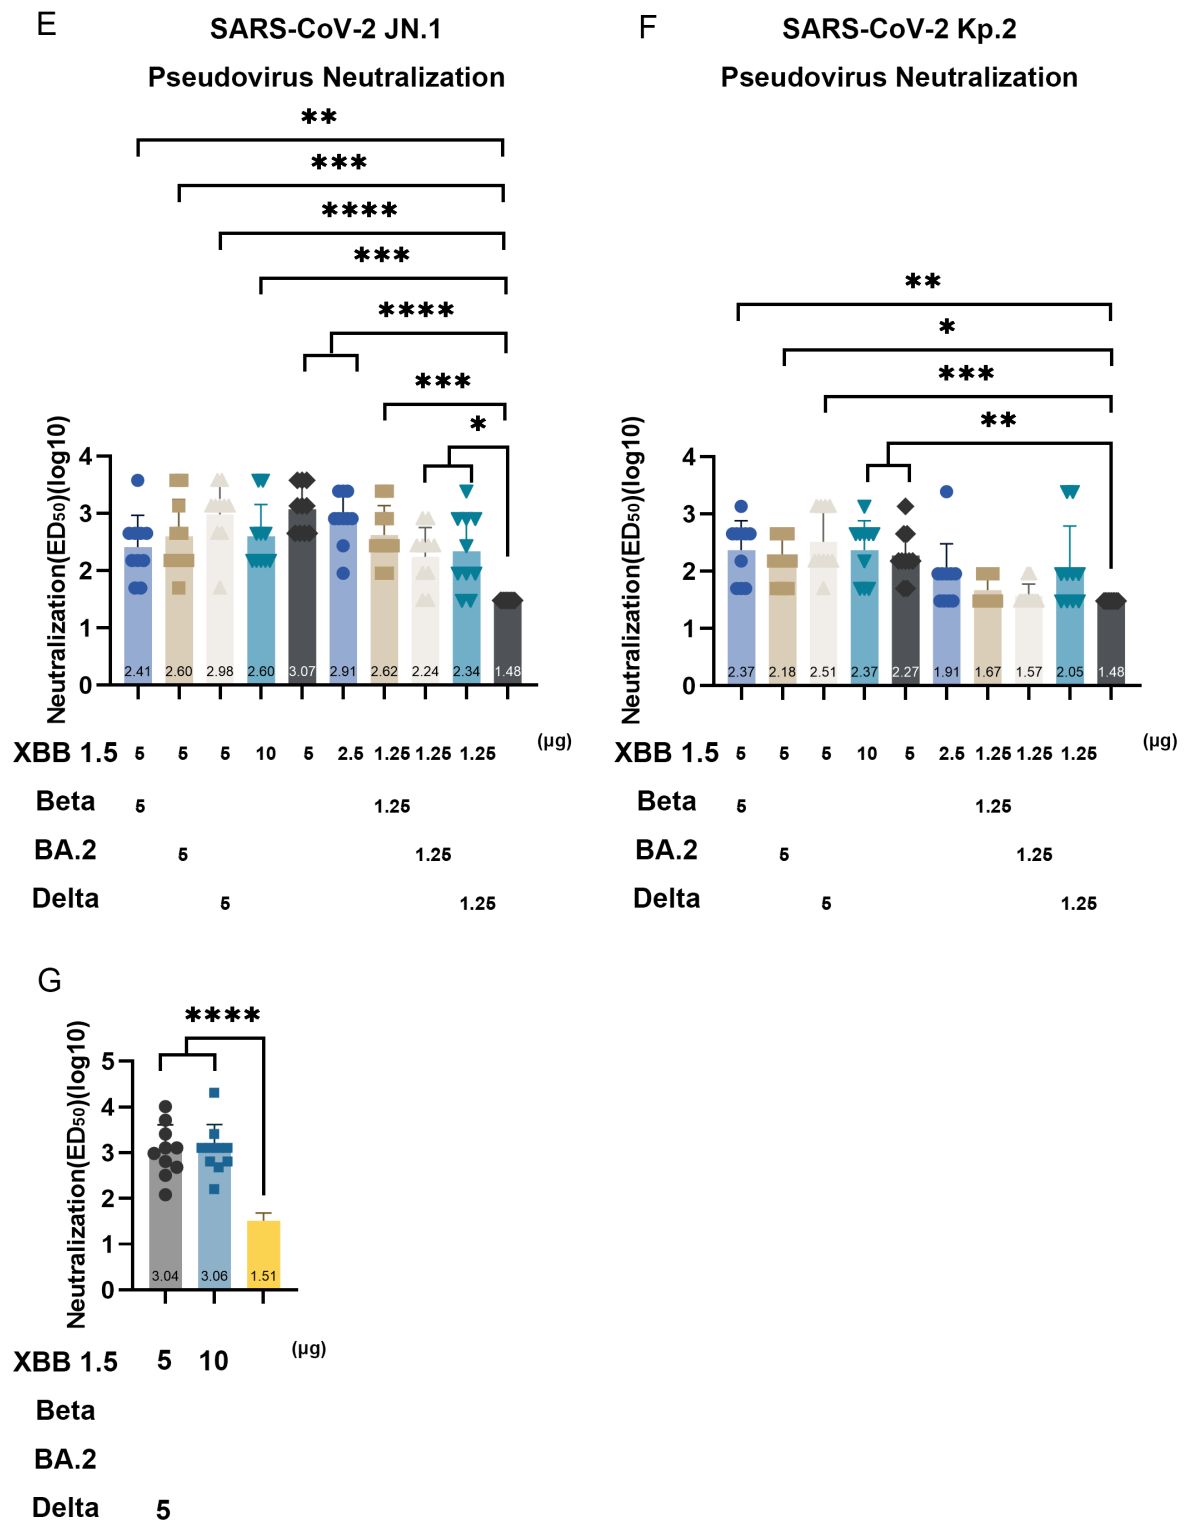 E
SARS-CoV-2 JN.1
Pseudovirus Neutralization
**
***
****
***
****
***
*
Neutralization(ED50)(log10)
4
3
2
1
0
2.41 2.60 2.98 2.60 3.07 2.91 2.62 2.24 2.34 1.48
XBB 1.5 5 5 5 10 5 2.5 1.25 1.25 1.25 (μg)
Beta 5 1.25
BA.2 5 1.25
Delta 5 1.25
F
SARS-CoV-2 Kp.2
Pseudovirus Neutralization
**
*
***
**
Neutralization(ED50)(log10)
4
3
2
1
0
2.37 2.18 2.51 2.37 2.27 1.91 1.67 1.57 2.05 1.48
XBB 1.5 5 5 5 10 5 2.5 1.25 1.25 1.25 (μg)
Beta 5 1.25
BA.2 5 1.25
Delta 5 1.25
G
****
Neutralization(ED50)(log10)
5
4
3
2
1
0
3.04 3.06 1.51
XBB 1.5 5 10 (μg)
Beta
BA.2
Delta 5